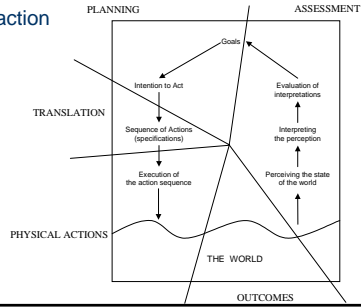 action
PLANNING
ASSESSMENT
Goals
Intention to Act
Evaluation of
interpretations
TRANSLATION
Sequence of Actions
(specifications)
Interpreting
the perception
Execution of
the action sequence
Perceiving the state
of the world
PHYSICAL ACTIONS
THE WORLD
OUTCOMES